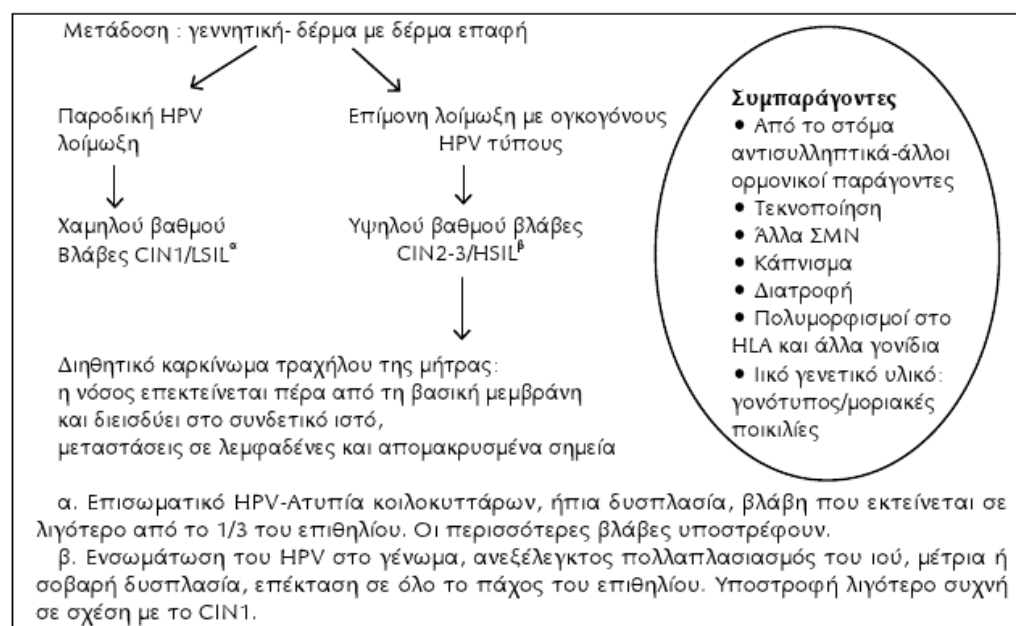 Μετάδοση : γεννητική- δέρμα με δέρμα επαφή
Παροδική HPV
λοίμωξη
Επίμονη λοίμωξη με ογκογόνους
HPV τύπους
Χαμηλού βαθμού
Βλάβες CIN1/LSIL^α
Υψηλού βαθμού βλάβες
CIN2-3/HSIL^β
Διηθητικό καρκίνωμα τραχήλου της μήτρας:
η νόσος επεκτείνεται πέρα από τη βασική μεμβράνη
και διεισδύει στο συνδετικό ιστό,
μεταστάσεις σε λεμφαδένες και απομακρυσμένα σημεία
Συμπαράγοντες
• Από το στόμα
αντισυλληπτικά-άλλοι
ορμονικοί παράγοντες
• Τεκνοποίηση
• Άλλα ΣΜΝ
• Κάπνισμα
• Διατροφή
• Πολυμορφισμοί στο
HLA και άλλα γονίδια
• Ιικό γενετικό υλικό:
γονότυπος/μοριακές
ποικιλίες
α. Επισωματικό HPV-Ατυπία κοιλοκυττάρων, ήπια δυσπλασία, βλάβη που εκτείνεται σε
λιγότερο από το 1/3 του επιθηλίου. Οι περισσότερες βλάβες υποστρέφουν.
β. Ενσωμάτωση του HPV στο γένωμα, ανεξέλεγκτος πολλαπλασιασμός του ιού, μέτρια ή
σοβαρή δυσπλασία, επέκταση σε όλο το πάχος του επιθηλίου. Υποστροφή λιγότερο συχνή
σε σχέση με το CIN1.